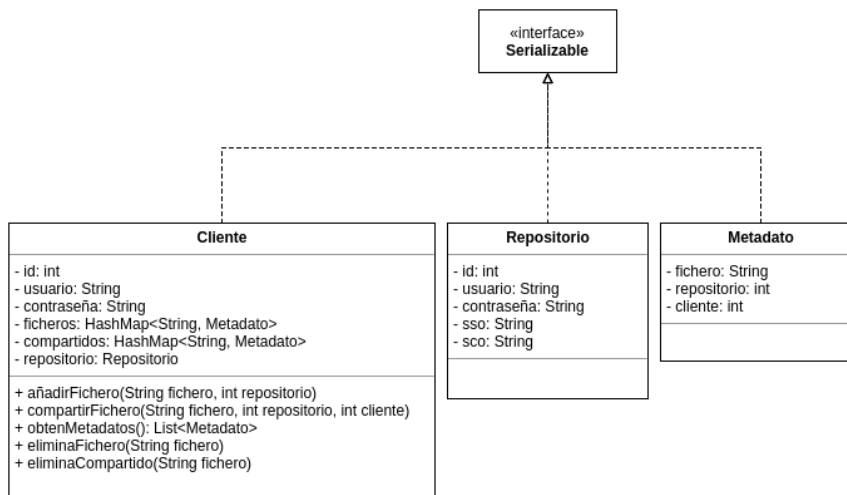 «interface»
Serializable
Cliente
- id: int
- usuario: String
- contraseña: String
- ficheros: HashMap<String, Metadato>
- compartidos: HashMap<String, Metadato>
- repositorio: Repositorio
+ añadirFichero(String fichero, int repositorio)
+ compartirFichero(String fichero, int repositorio, int cliente)
+ obtenMetadatos(): List<Metadato>
+ eliminaFichero(String fichero)
+ eliminaCompartido(String fichero)
Repositorio
- id: int
- usuario: String
- contraseña: String
- sso: String
- sco: String
Metadato
- fichero: String
- repositorio: int
- cliente: int